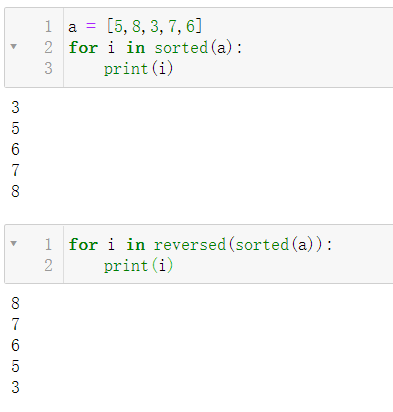 1 a = [5,8,3,7,6]
2 for i in sorted(a):
3     print(i)
3
5
6
7
8
1 for i in reversed(sorted(a)):
2     print(i)
8
7
6
5
3